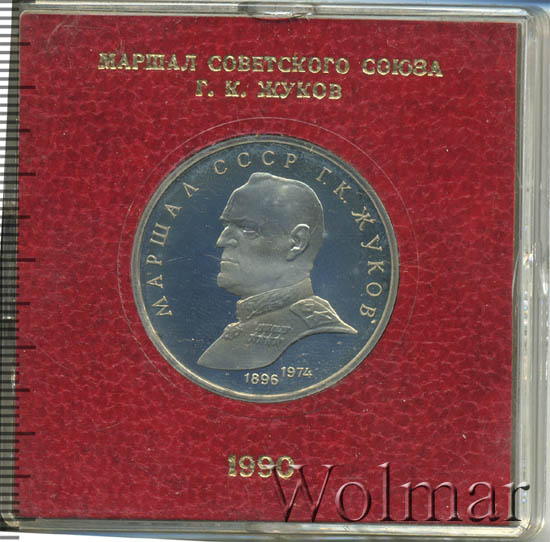 МАРШАЛ СОВЕТСКОГО СОЮЗА
Г. К. ЖУКОВ
МАРШАЛ СССР Г.К. ЖУКОВ
1896 1974
1990
Wolmar